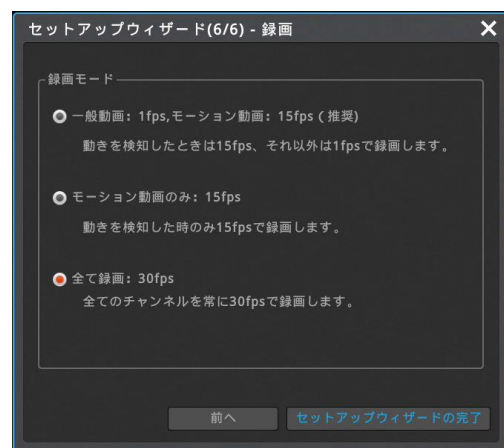 セットアップウィザード(6/6) - 録画
録画モード
一般動画: 1fps,モーション動画: 15fps ( 推奨)
動きを検知したときは15fps、それ以外は1fpsで録画します。
モーション動画のみ: 15fps
動きを検知した時のみ15fpsで録画します。
全て録画: 30fps
全てのチャンネルを常に30fpsで録画します。
前へ
セットアップウィザードの完了